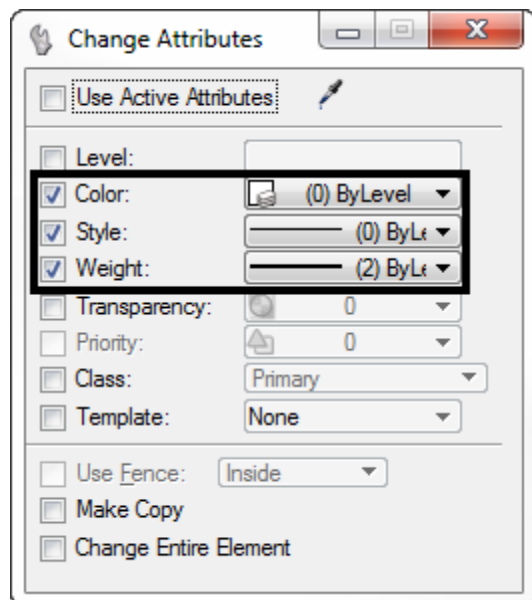 Change Attributes
Use Active Attributes
Level:
Color: (0) ByLevel
Style: (0) ByLe
Weight: (2) ByLe
Transparency: 0
Priority: 0
Class: Primary
Template: None
Use Fence: Inside
Make Copy
Change Entire Element